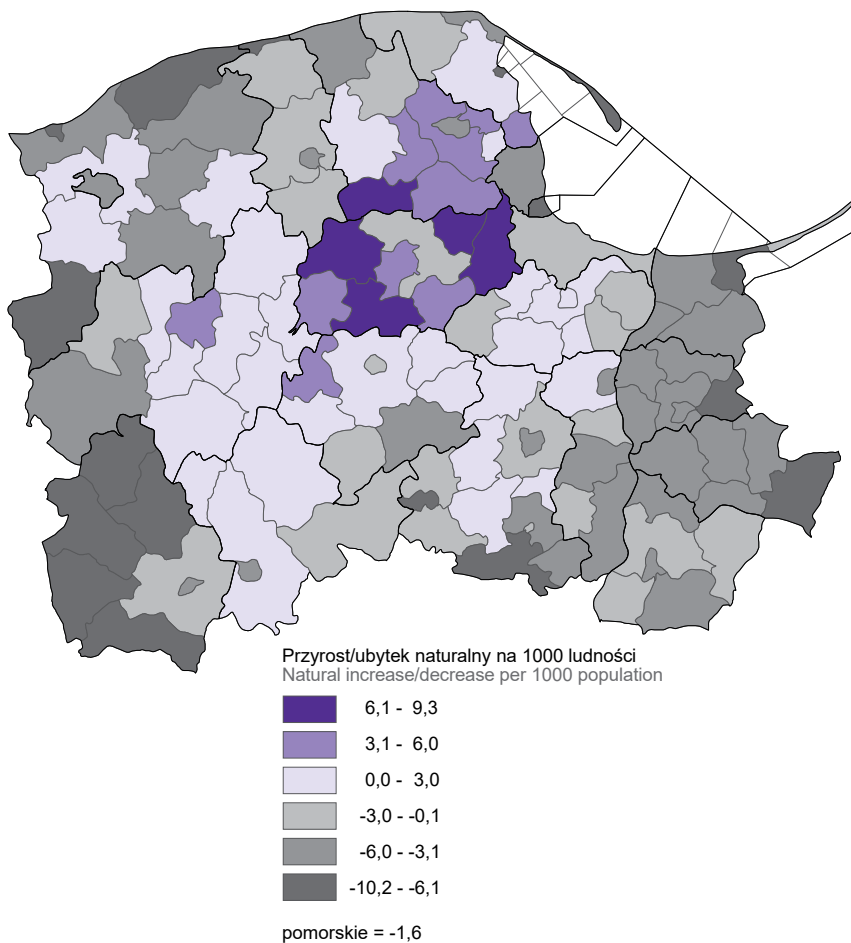 Przyrost/ubytek naturalny na 1000 ludności
Natural increase/decrease per 1000 population
6,1 - 9,3
3,1 - 6,0
0,0 - 3,0
-3,0 - -0,1
-6,0 - -3,1
-10,2 - -6,1
pomorskie = -1,6